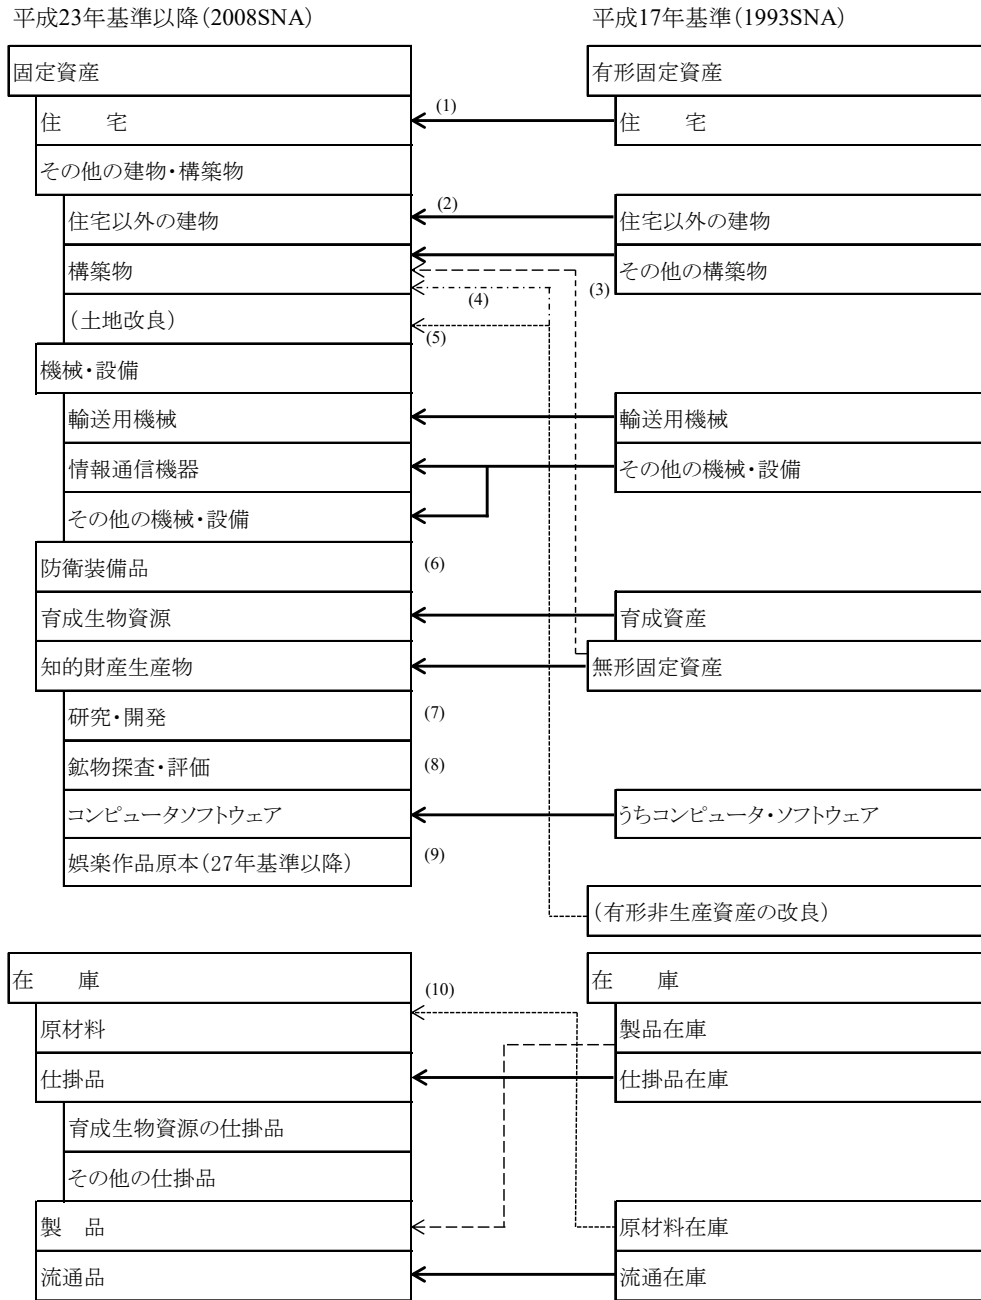 平成23年基準以降(2008SNA)
平成17年基準(1993SNA)
固定資産
有形固定資産
住　　宅
(1)
住　　宅
その他の建物・構築物
住宅以外の建物
(2)
住宅以外の建物
構築物
その他の構築物
(3)
(4)
(土地改良)
(5)
機械・設備
輸送用機械
輸送用機械
情報通信機器
その他の機械・設備
その他の機械・設備
防衛装備品
(6)
育成生物資源
育成資産
知的財産生産物
無形固定資産
研究・開発
(7)
鉱物探査・評価
(8)
コンピュータソフトウェア
うちコンピュータ・ソフトウェア
娯楽作品原本(27年基準以降)
(9)
(有形非生産資産の改良)
在　　庫
在　　庫
(10)
原材料
製品在庫
仕掛品
仕掛品在庫
育成生物資源の仕掛品
その他の仕掛品
製　品
原材料在庫
流通品
流通在庫